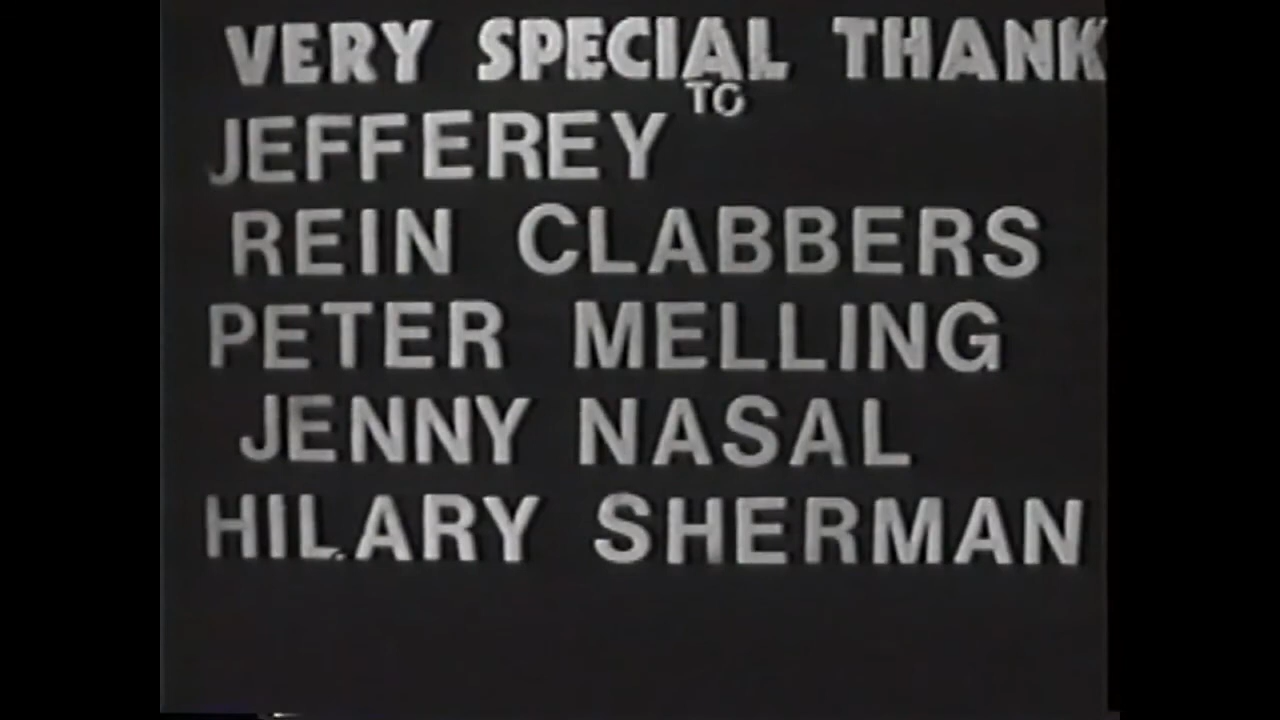 VERY SPECIAL THANK
TO
JEFFEREY
REIN CLABBERS
PETER MELLING
JENNY NASAL
HILARY SHERMAN